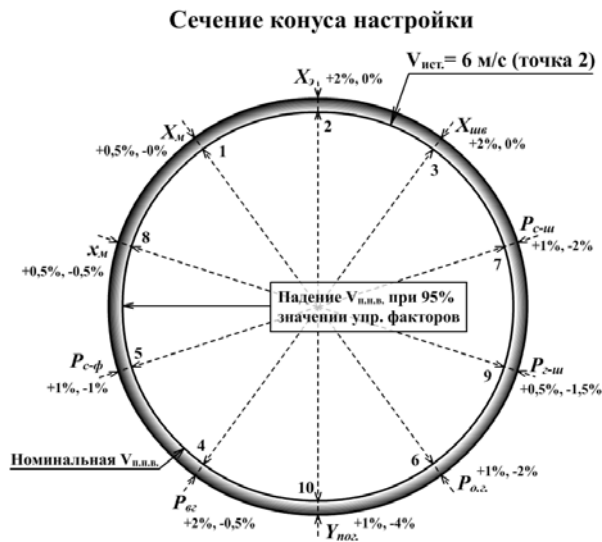 Сечение конуса настройки
Vист.= 6 м/с (точка 2)
Xэ +2%, 0%
Xм
+0,5%, -0%
Xшв
+2%, 0%
1
2
3
xм
+0,5%, -0,5%
8
Pс-ш
+1%, -2%
7
Падение Vп.п.в. при 95%
значении упр. факторов
Pс-ф
+1%, -1%
5
9
Pг-ш
+0,5%, -1,5%
Номинальная Vп.п.в.
4
Pвг
+2%, -0,5%
10
Yпог.
+1%, -4%
6
+1%, -2%
Pо.г.